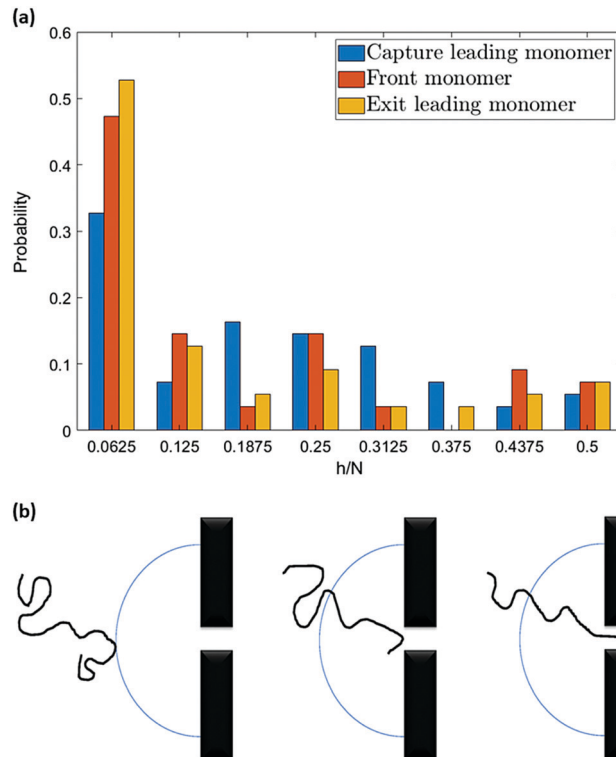 (a)
0.6
0.5
0.4
0.3
0.2
0.1
0
Probability
Capture leading monomer
Front monomer
Exit leading monomer
0.0625 0.125 0.1875 0.25 0.3125 0.375 0.4375 0.5
h/N
(b)